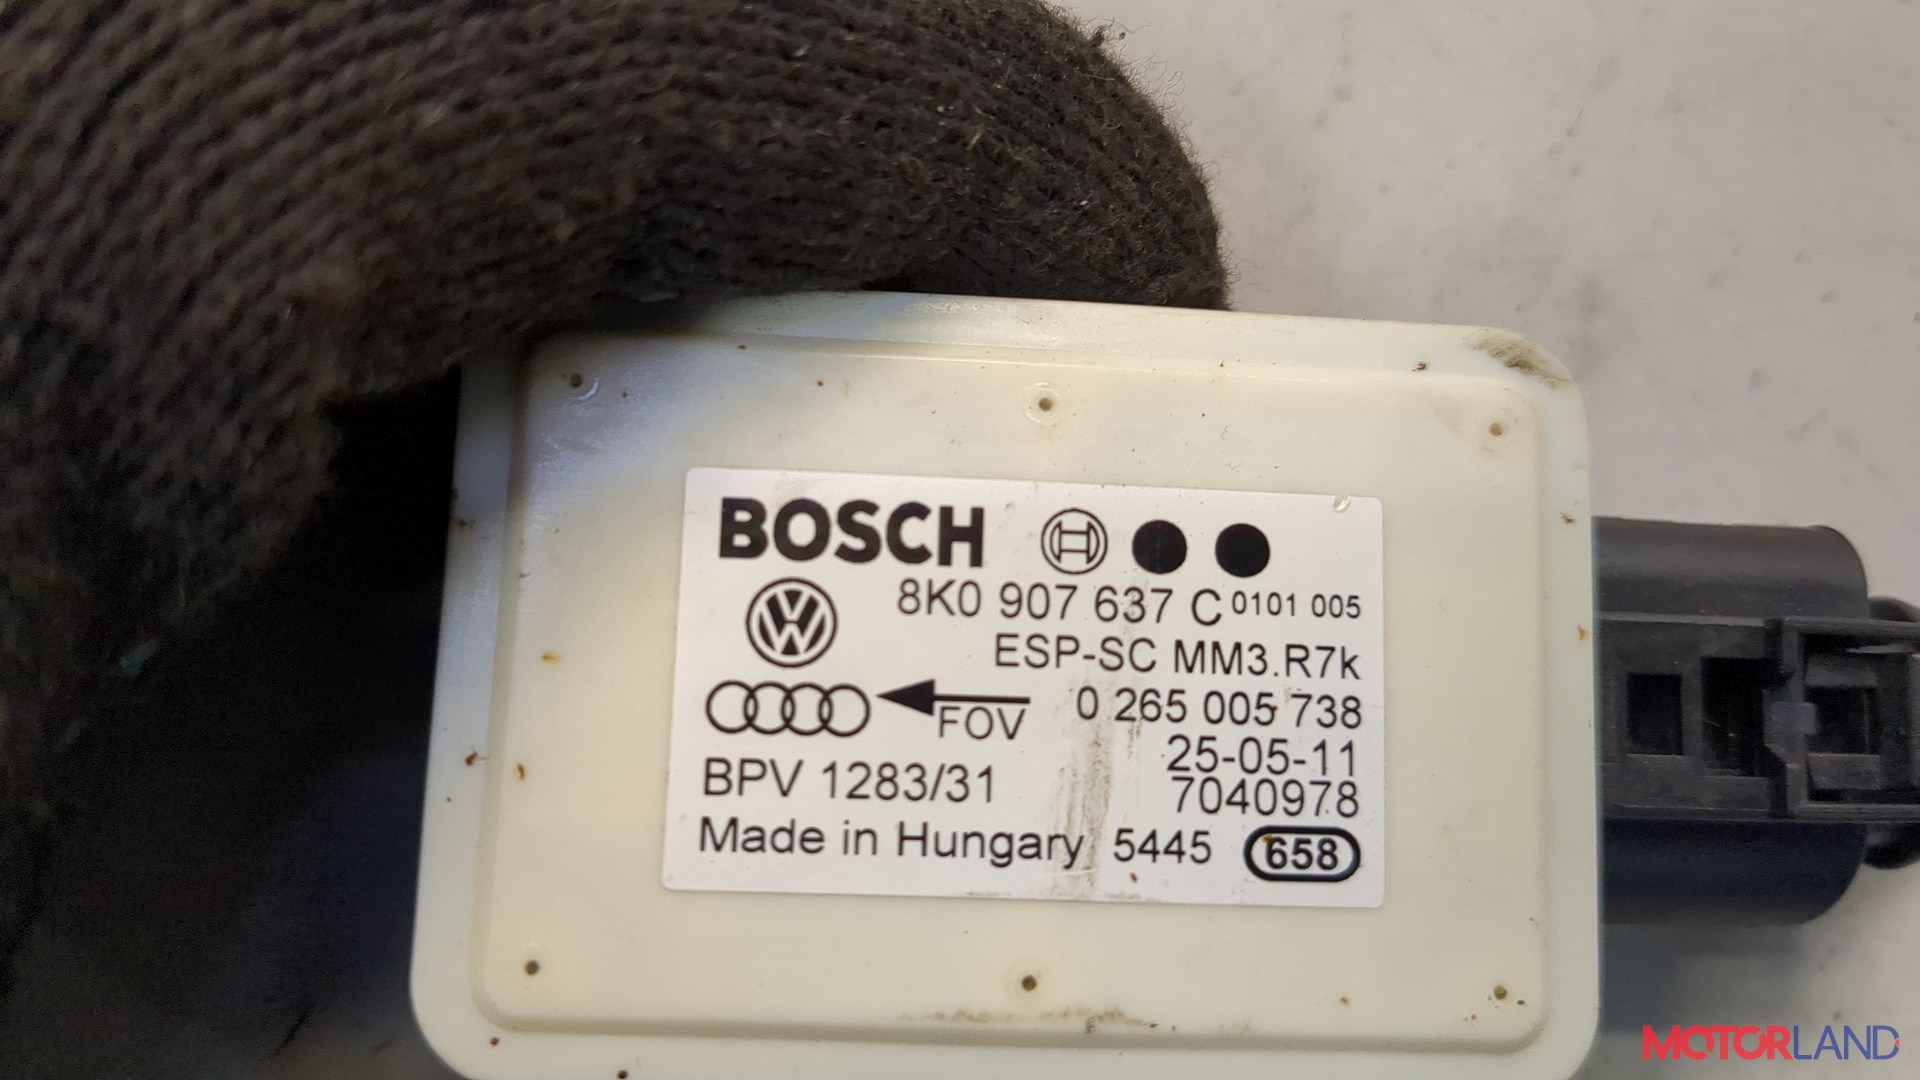 BOSCH
8K0 907 637 C 0101 005
ESP-SC MM3.R7k
FOV 0 265 005 738
25-05-11
BPV 1283/31 7040978
Made in Hungary 5445 658
MOTORLAND